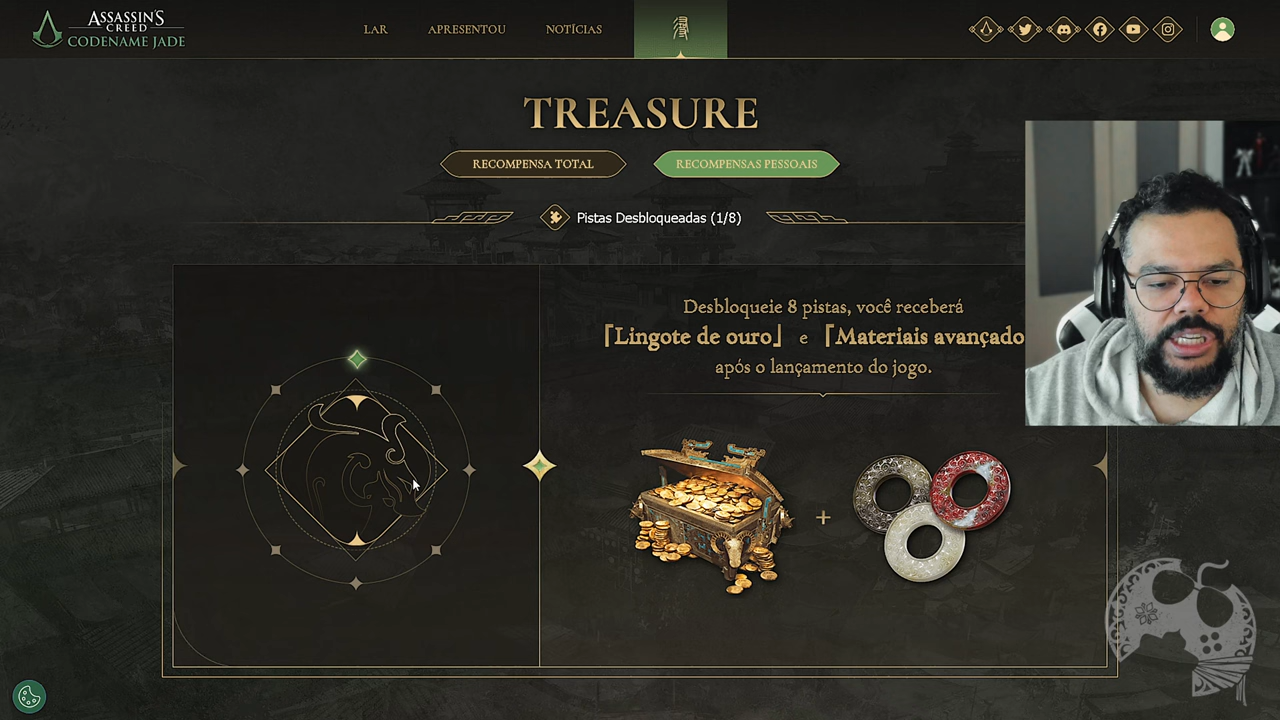 ASSASSIN'S
CREED
CODENAME JADE
LAR
APRESENTOU
NOTÍCIAS
TREASURE
RECOMPENSA TOTAL
RECOMPENSAS PESSOAIS
Pistas Desbloqueadas (1/8)
Desbloqueie 8 pistas, você receberá
「Lingote de ouro」 e 「Materiais avançado
após o lançamento do jogo.